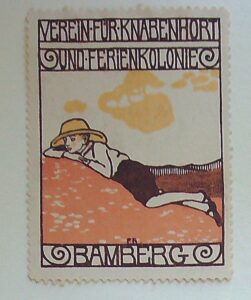 VEREIN·FÜR·KNABENHORT
UND·FERIENKOLONIE
F.R.
BAMBERG